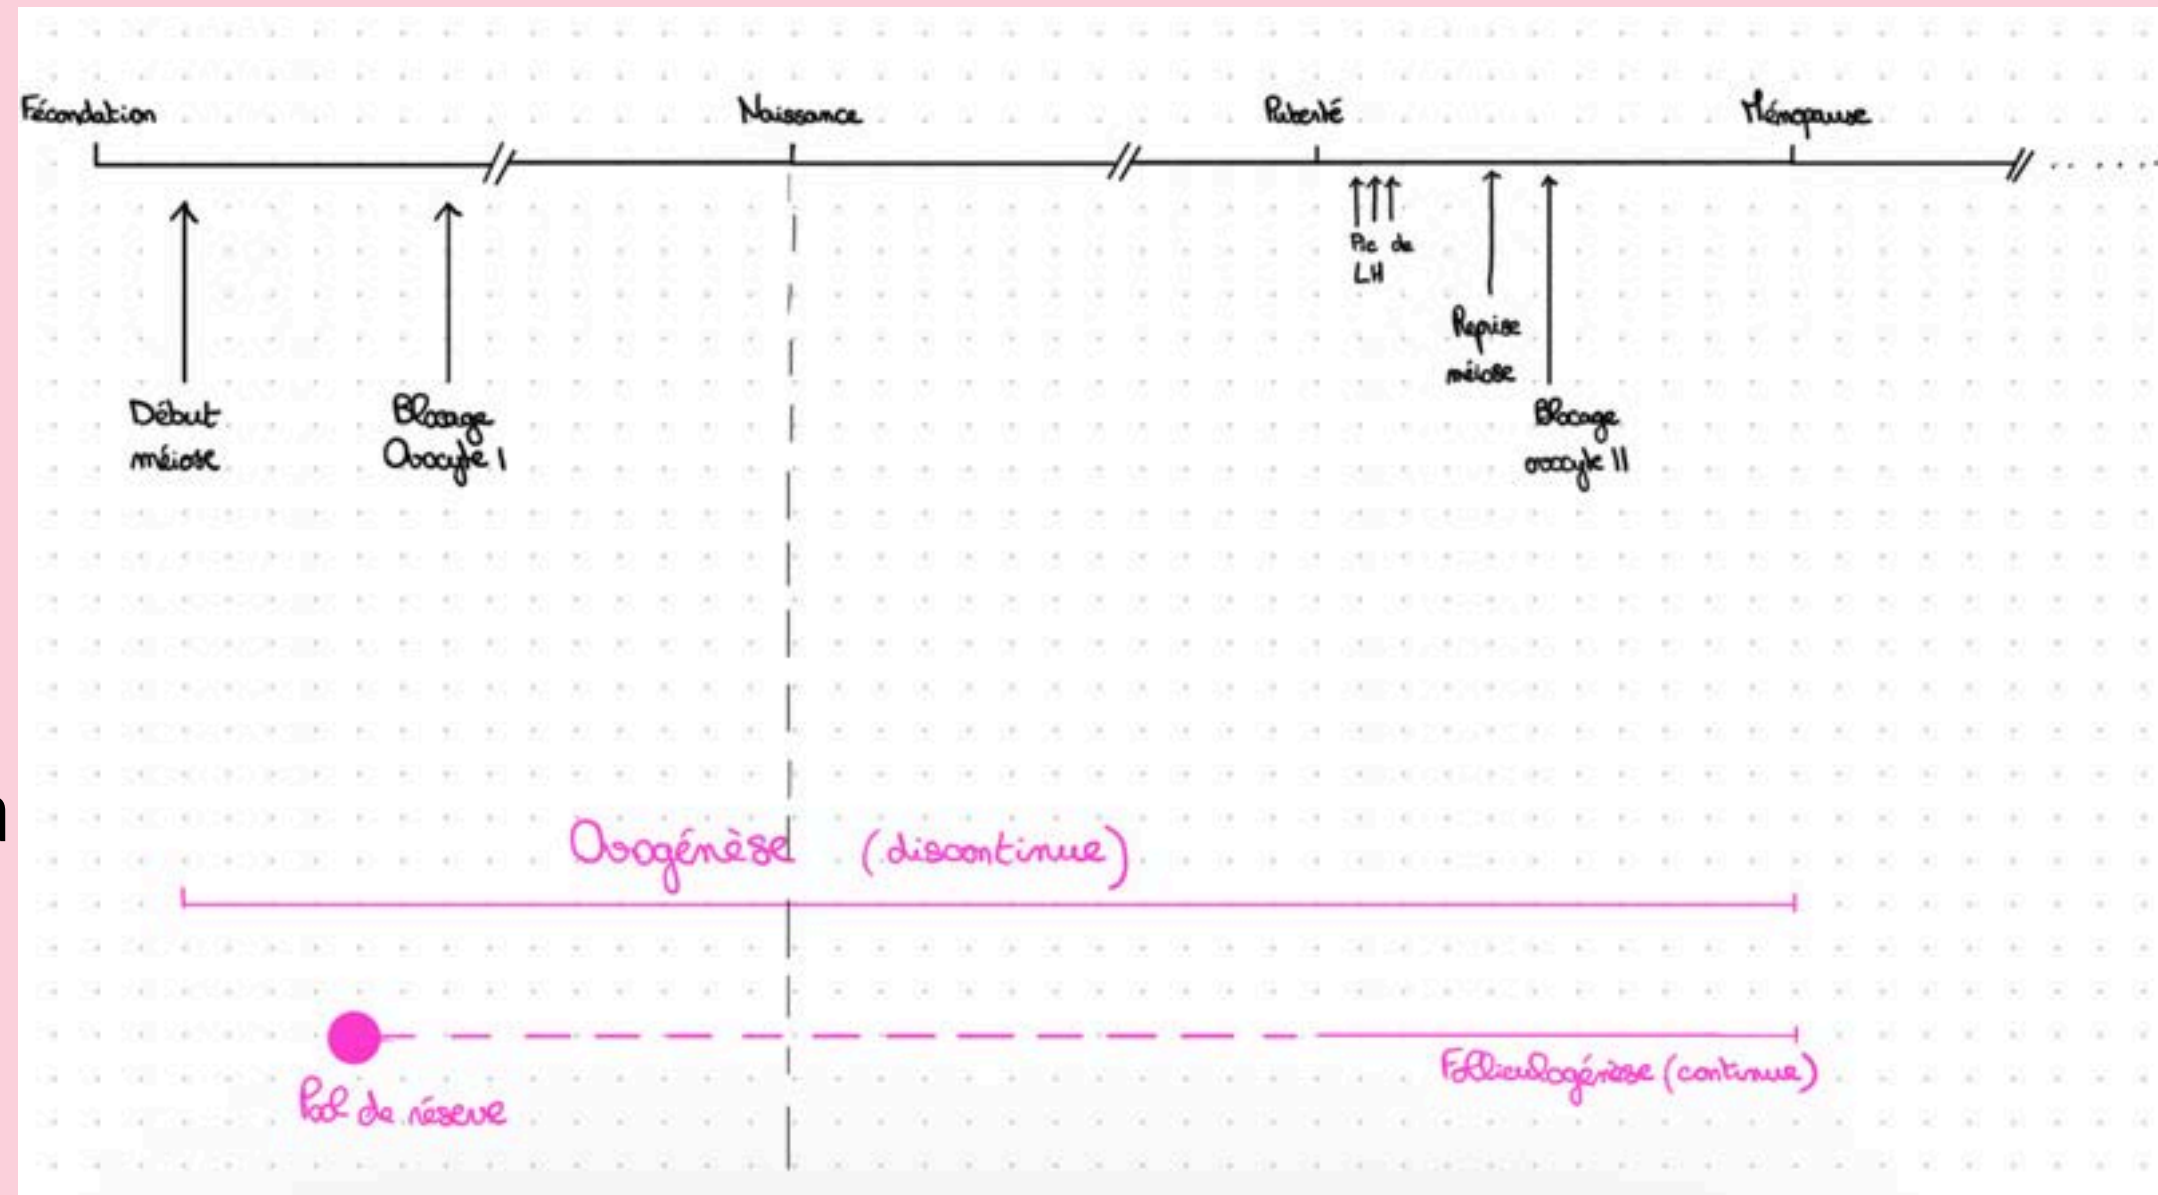 Fécondation
Naissance
Puberté
Ménopause
Pic de
LH
Reprise
méiose
Début
méiose
Blocage
Ovocyte I
Blocage
ovocyte II
Ovogénèse (discontinue)
Folliculogénèse (continue)
Pool de réserve
n